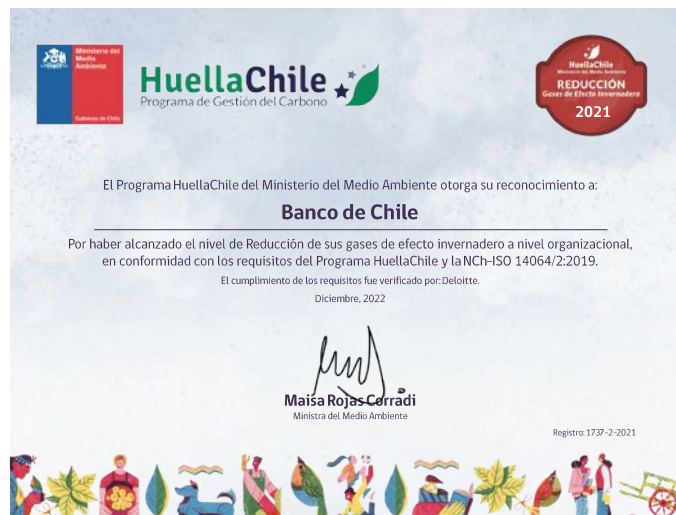 Ministerio del
Medio
Ambiente
Gobierno de Chile
HuellaChile
Programa de Gestión del Carbono
HuellaChile
Ministerio del Medio Ambiente
REDUCCIÓN
Gases de Efecto Invernadero
2021
El Programa HuellaChile del Ministerio del Medio Ambiente otorga su reconocimiento a:
Banco de Chile
Por haber alcanzado el nivel de Reducción de sus gases de efecto invernadero a nivel organizacional,
en conformidad con los requisitos del Programa HuellaChile y la NCh-ISO 14064/2:2019.
El cumplimiento de los requisitos fue verificado por: Deloitte.
Diciembre, 2022
Maisa Rojas Corradi
Ministra del Medio Ambiente
Registro: 1737-2-2021